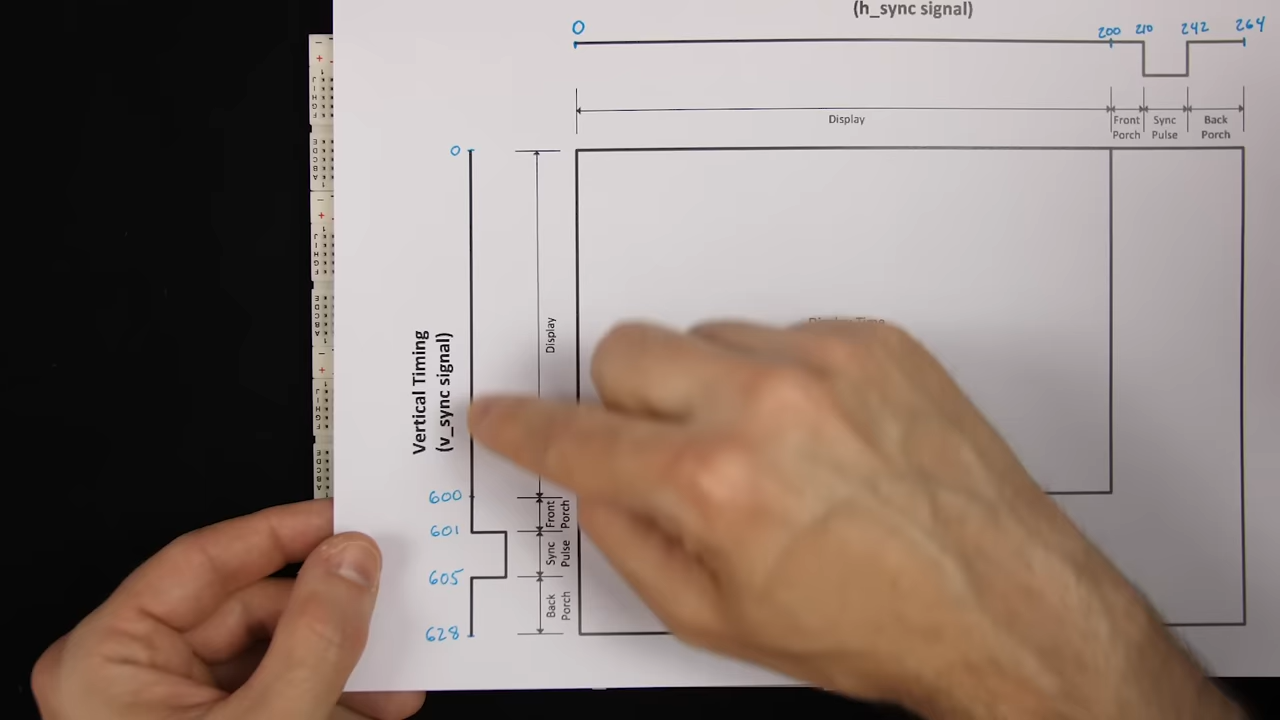 (h_sync signal)
0
200 210 242 264
Display
Front Porch
Sync Pulse
Back Porch
0
Vertical Timing
(v_sync signal)
Display
600
601
605
628
Front Porch
Sync Pulse
Back Porch